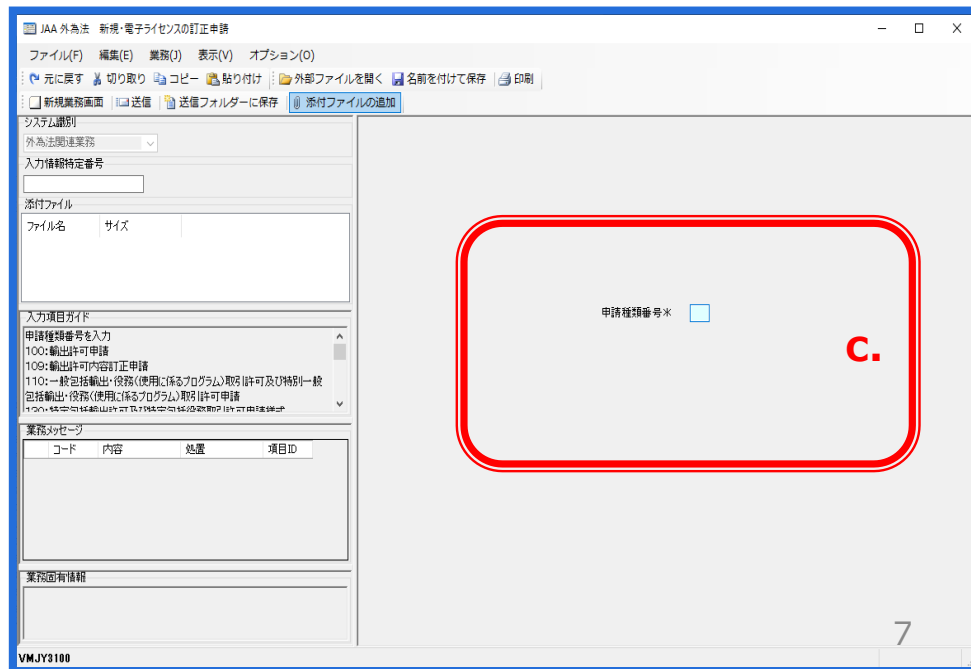 JAA 外為法 新規・電子ライセンスの訂正申請
ファイル(F) 編集(E) 業務(J) 表示(V) オプション(O)
元に戻す 切り取り コピー 貼り付け 外部ファイルを開く 名前を付けて保存 印刷
新規業務画面 送信 送信フォルダーに保存 添付ファイルの追加
システム識別
外為法関連業務
入力情報特定番号
添付ファイル
ファイル名 サイズ
入力項目ガイド
申請種類番号を入力
100:輸出許可申請
109:輸出許可内容訂正申請
110:一般包括輸出・役務(使用に係るプログラム)取引許可及び特別一般
包括輸出・役務(使用に係るプログラム)取引許可申請
業務メッセージ
コード 内容 処置 項目ID
業務固有情報
申請種類番号*
c.
7
VMJY3100